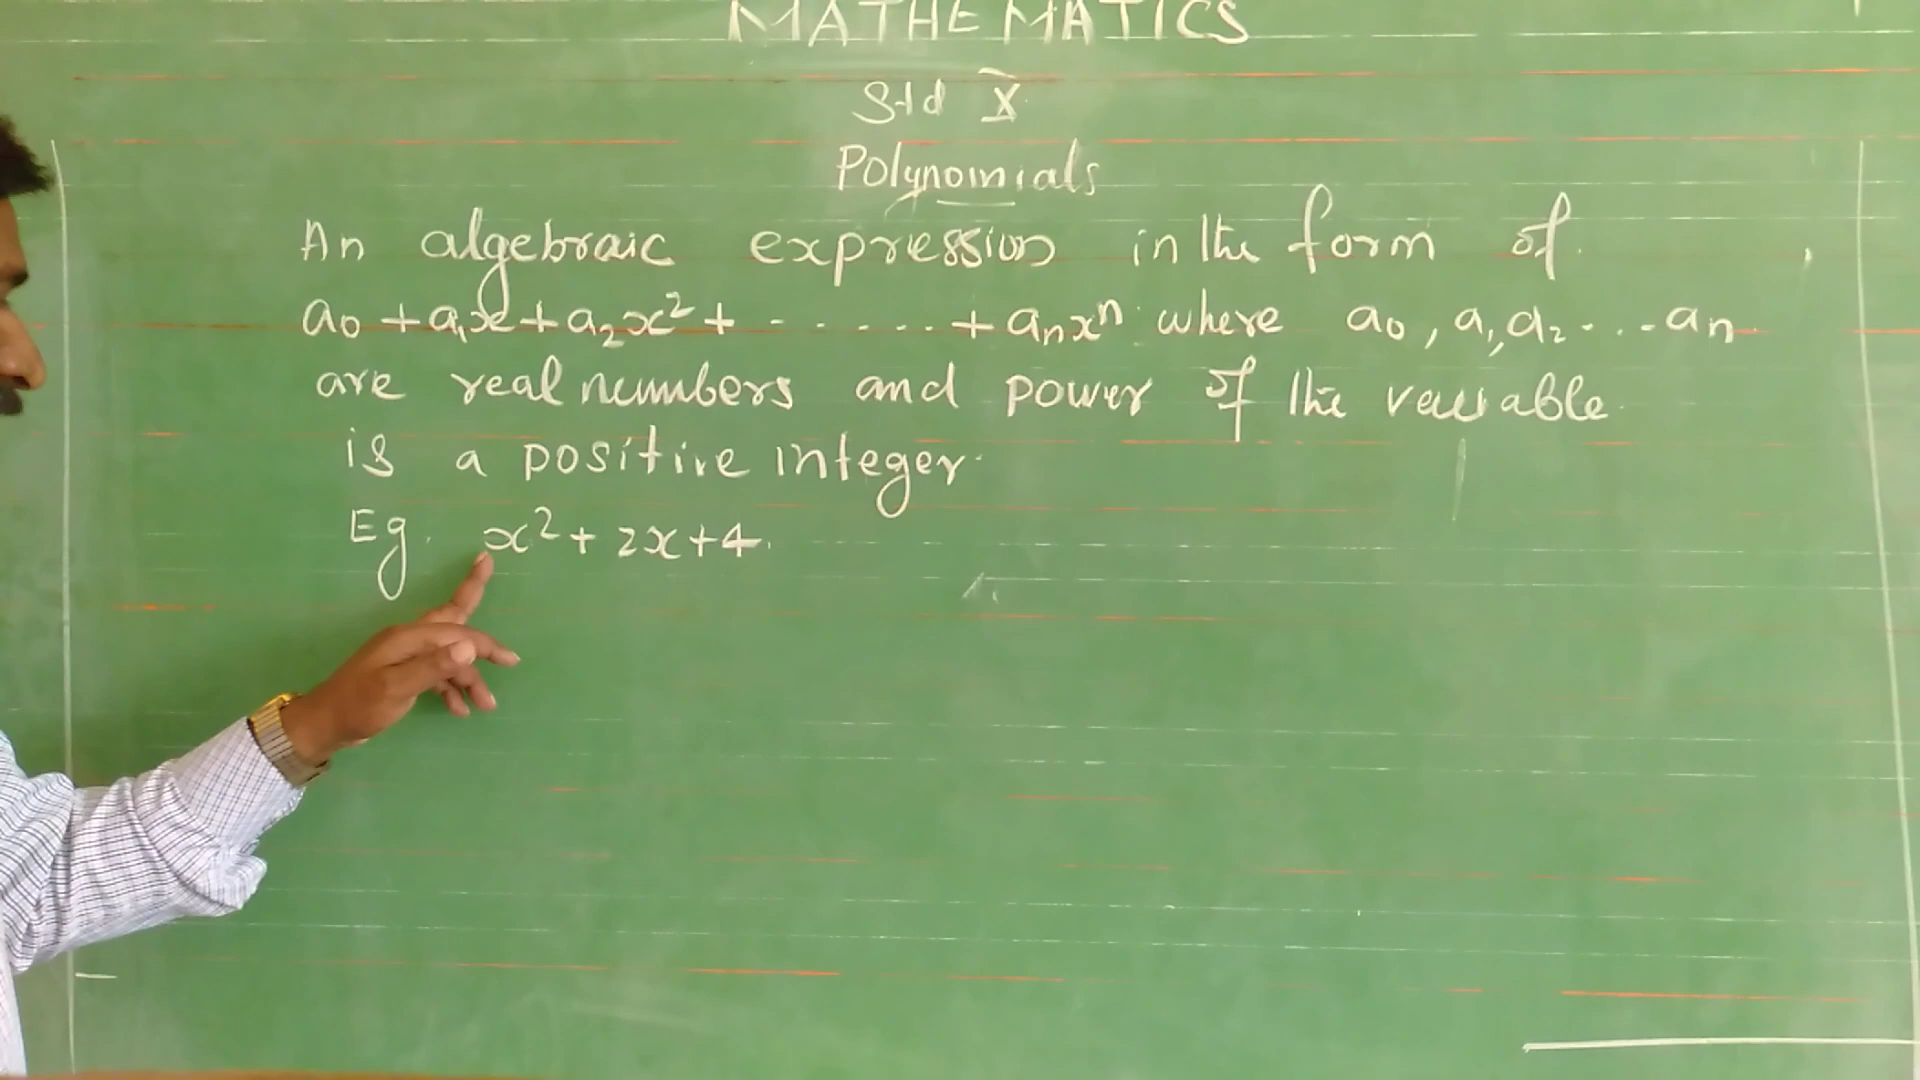 MATHEMATICS
Std X
Polynomials
An algebraic expression in the form of
a₀ + a₁x + a₂x² + - . . . . . + aₙxⁿ where a₀, a₁, a₂ . . . aₙ
are real numbers and power of the variable
is a positive integer.
Eg. x² + 2x + 4.